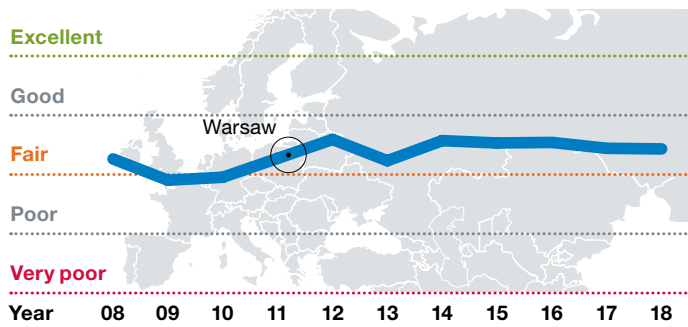 Excellent
Good
Warsaw
Fair
Poor
Very poor
Year 08 09 10 11 12 13 14 15 16 17 18